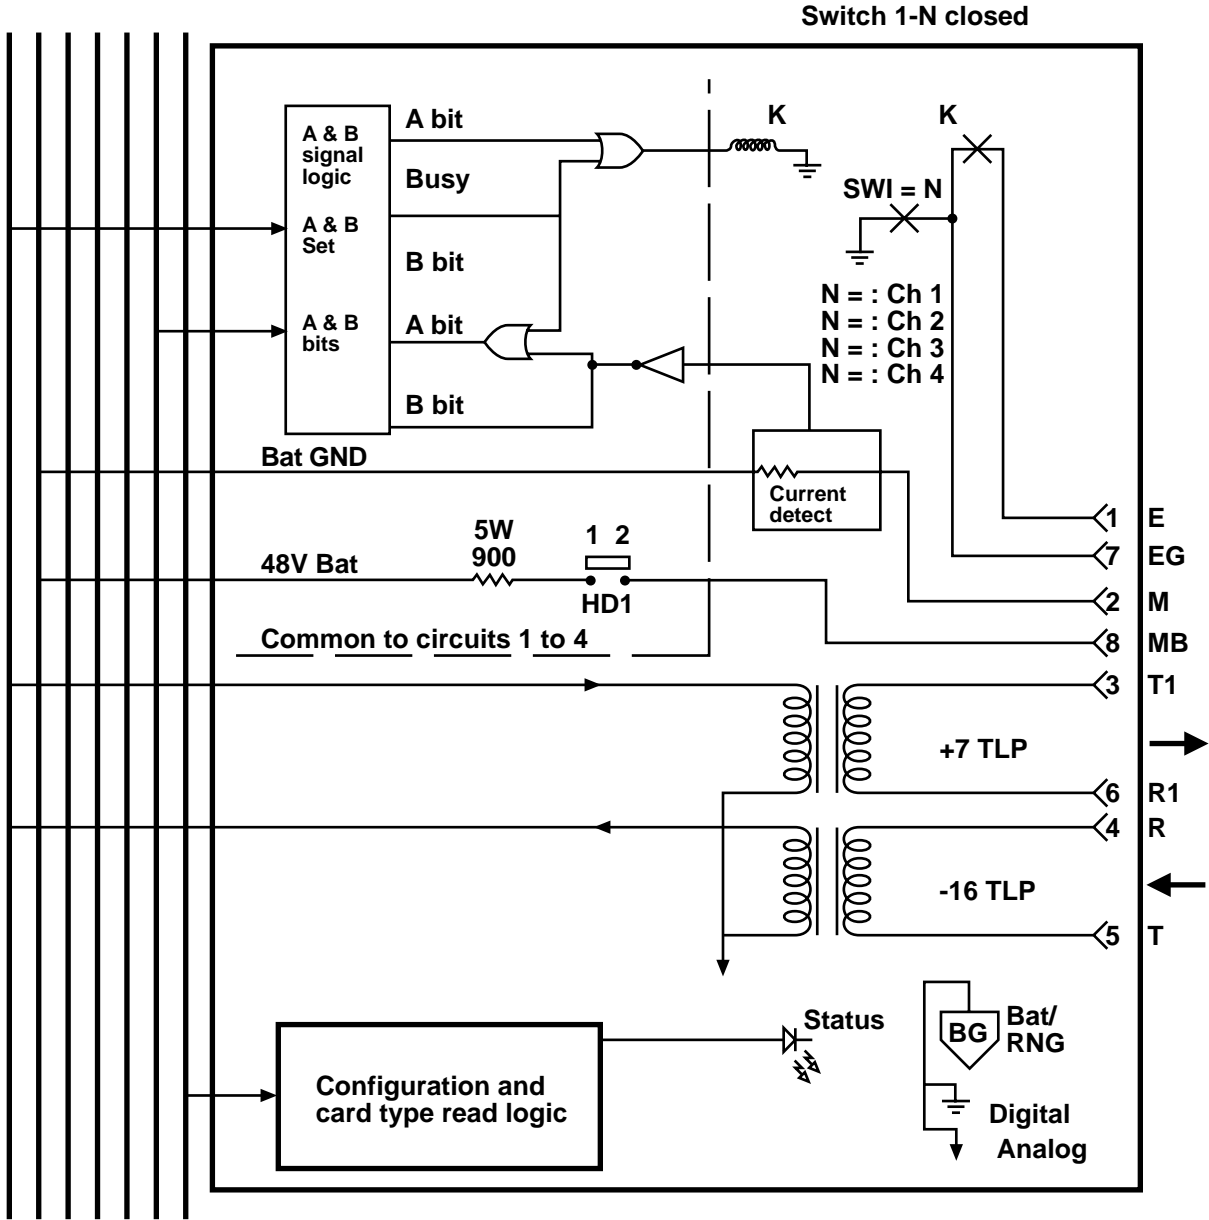 Switch 1-N closed
A & B
signal
logic
A bit
Busy
K
K
SWI = N
A & B
Set
B bit
N = : Ch 1
N = : Ch 2
N = : Ch 3
N = : Ch 4
A & B
bits
A bit
B bit
Bat GND
Current
detect
5W
900
1 2
48V Bat
HD1
Common to circuits 1 to 4
1 E
7 EG
2 M
8 MB
3 T1
+7 TLP
6 R1
4 R
-16 TLP
5 T
Status
BG
Bat/
RNG
Configuration and
card type read logic
Digital
Analog